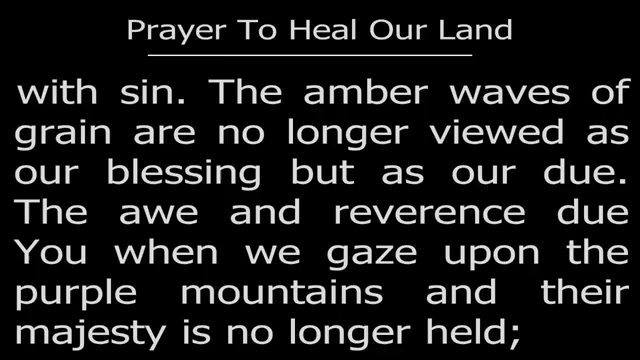 Prayer To Heal Our Land
with sin. The amber waves of
grain are no longer viewed as
our blessing but as our due.
The awe and reverence due
You when we gaze upon the
purple mountains and their
majesty is no longer held;